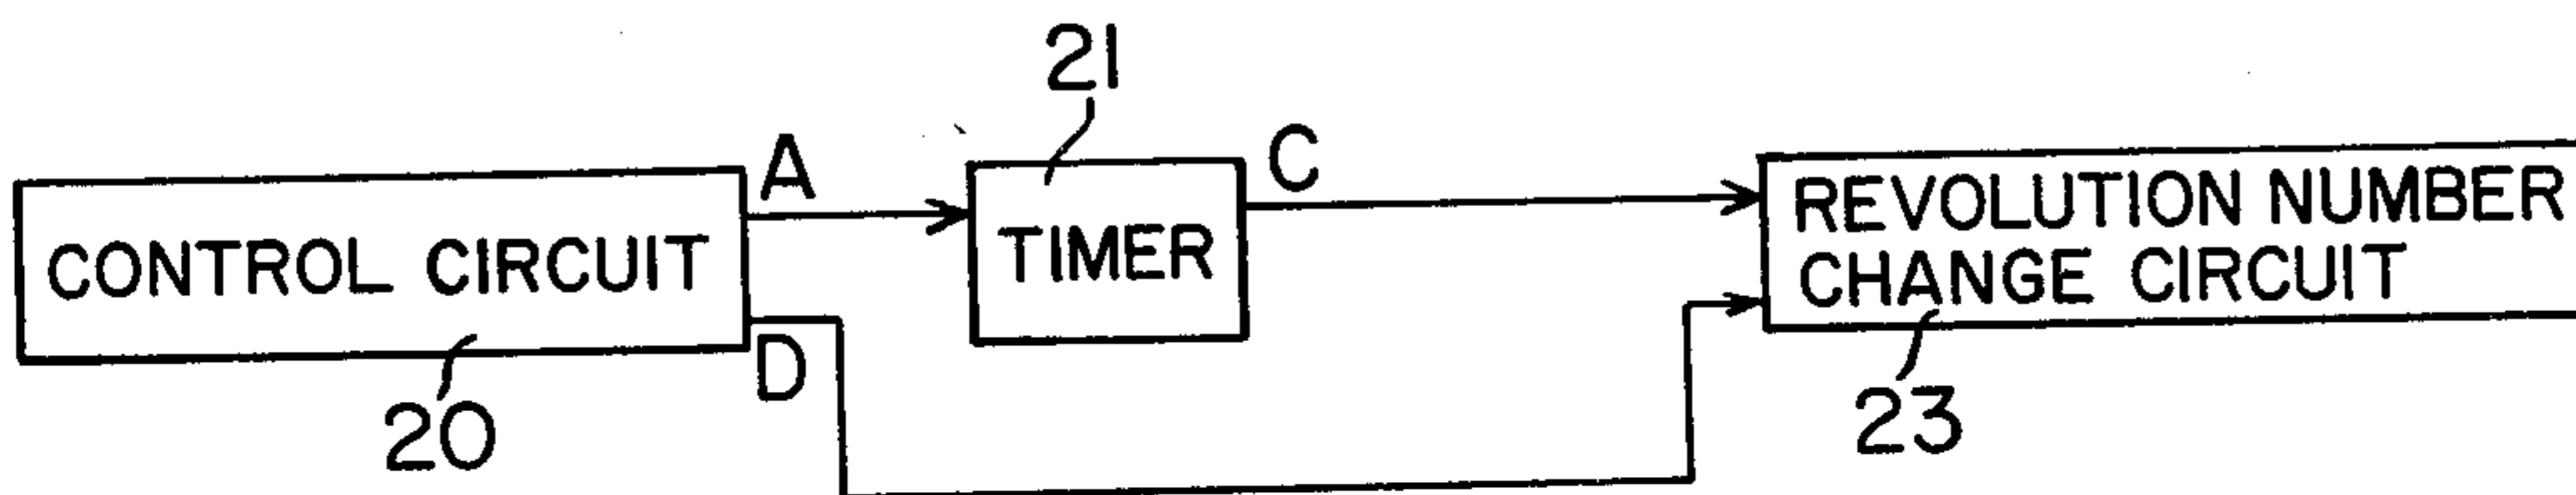 21
A
C
CONTROL CIRCUIT
TIMER
REVOLUTION NUMBER
CHANGE CIRCUIT
D
20
23